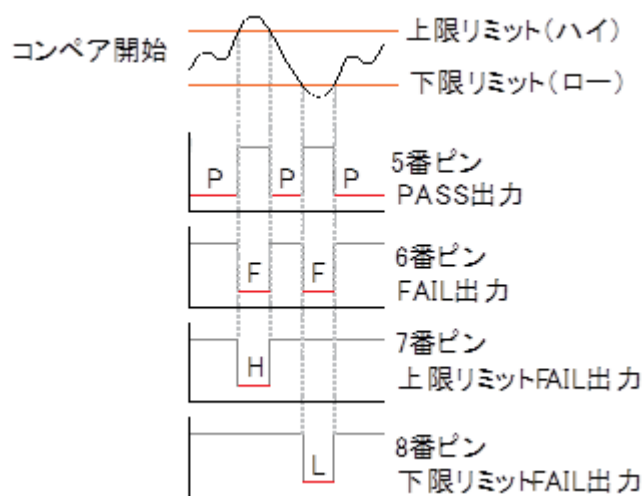 コンペア開始
上限リミット(ハイ)
下限リミット(ロー)
P P P
5番ピン
PASS出力
F F
6番ピン
FAIL出力
H
7番ピン
上限リミットFAIL出力
L
8番ピン
下限リミットFAIL出力